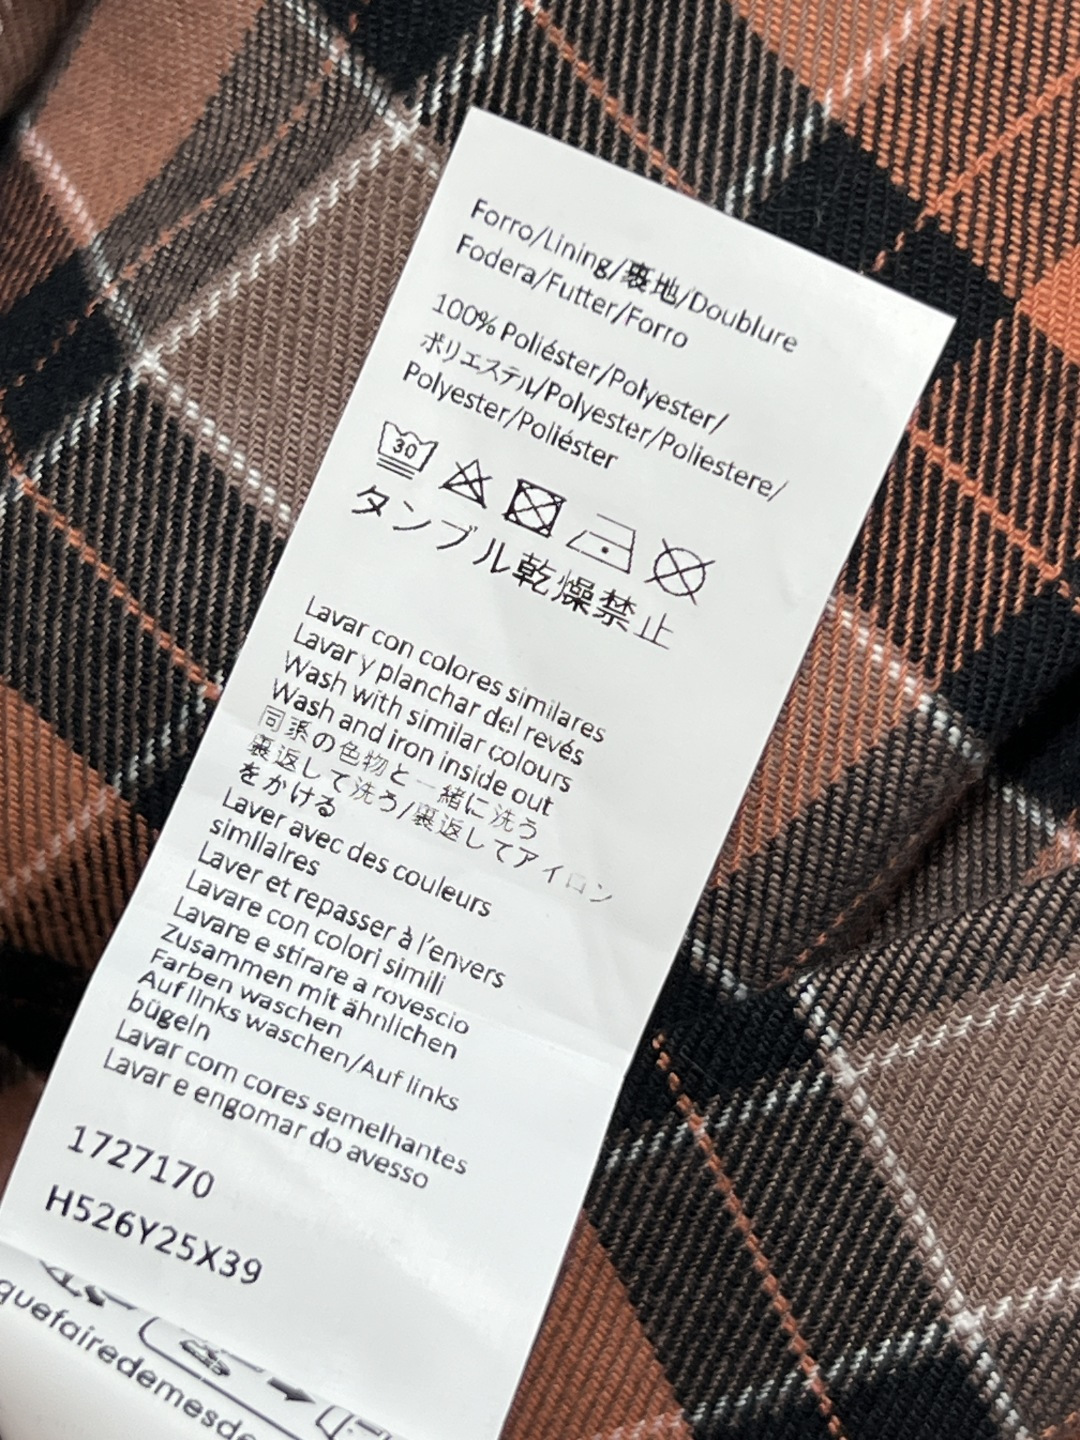 Forro/Lining/裏地/Doublure
Fodera/Futter/Forro
100% Poliéster/Polyester/
ポリエステル/Polyester/Poliestere/
Polyester/Poliéster
30
タンブル乾燥禁止
Lavar con colores similares
Lavar y planchar del revés
Wash with similar colours
Wash and iron inside out
同系の色物と一緒に洗う
裏返して洗う/裏返してアイロン
をかける
Laver avec des couleurs
similaires
Laver et repasser à l'envers
Lavare con colori simili
Lavare e stirare a rovescio
Zusammen mit ähnlichen
Farben waschen
Auf links waschen/Auf links
bügeln
Lavar com cores semelhantes
Lavar e engomar do avesso
1727170
H526Y25X39
quefairedemesde